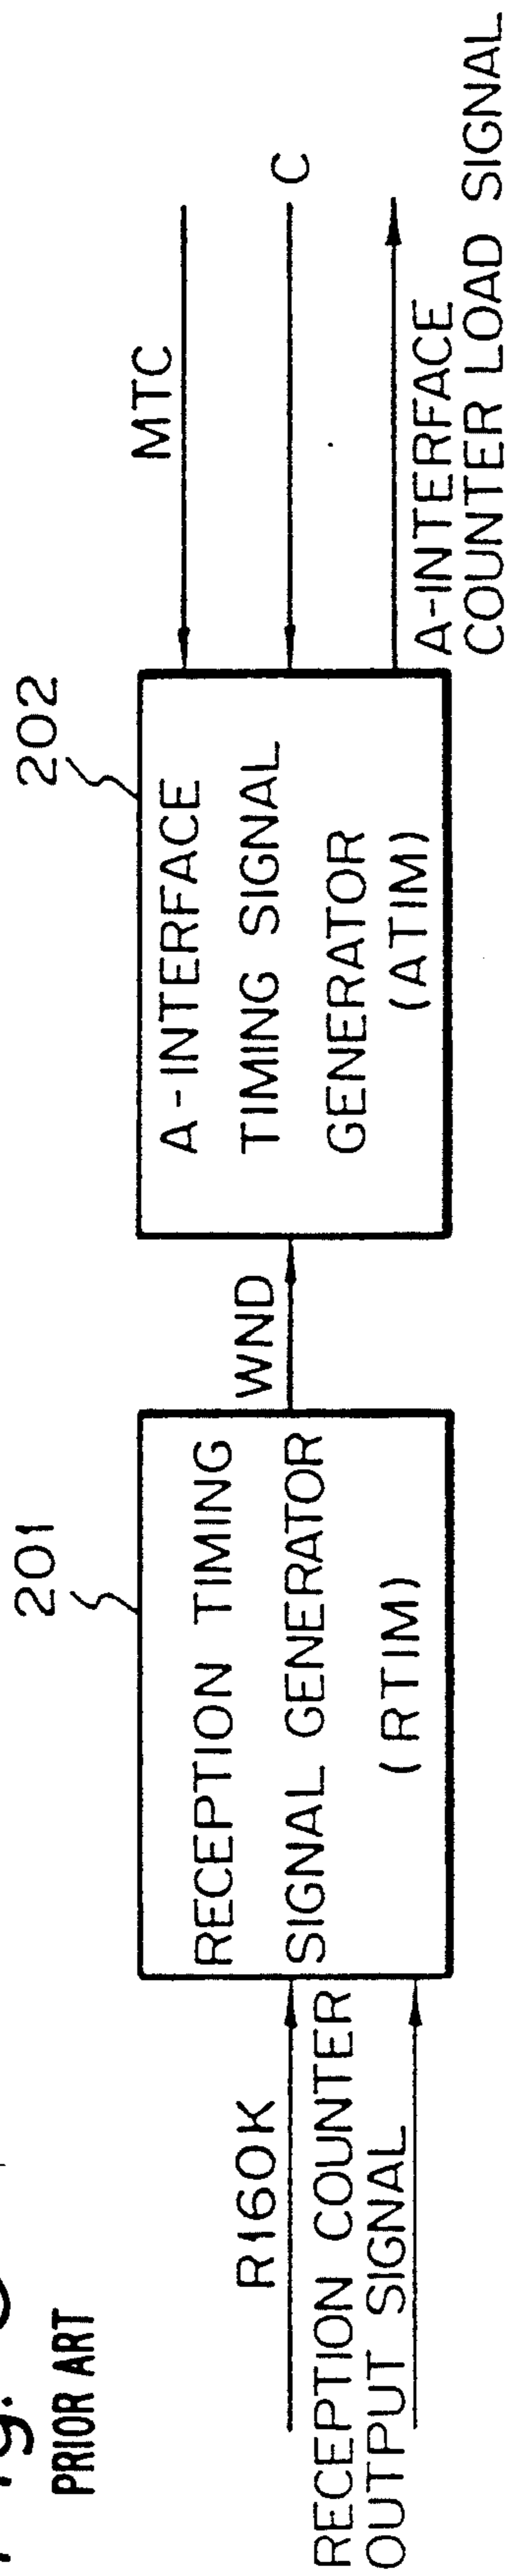 PRIOR ART
R160K
RECEPTION COUNTER
OUTPUT SIGNAL
201
RECEPTION TIMING
SIGNAL GENERATOR
(RTIM)
WND
202
A-INTERFACE
TIMING SIGNAL
GENERATOR
(ATIM)
MTC
C
A-INTERFACE
COUNTER LOAD SIGNAL